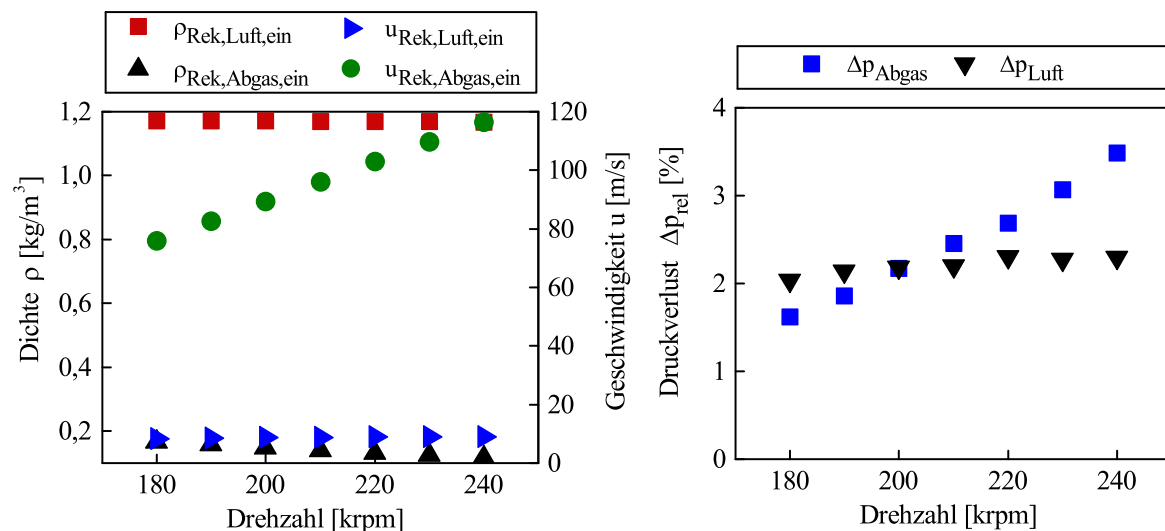 ρRek,Luft,ein
uRek,Luft,ein
ρRek,Abgas,ein
uRek,Abgas,ein
1,2
1,0
0,8
0,6
0,4
0,2
Dichte ρ [kg/m³]
120
100
80
60
40
20
0
Geschwindigkeit u [m/s]
180
200
220
240
Drehzahl [krpm]
ΔpAbgas
ΔpLuft
4
3
2
1
0
Druckverlust Δprel [%]
180
200
220
240
Drehzahl [krpm]